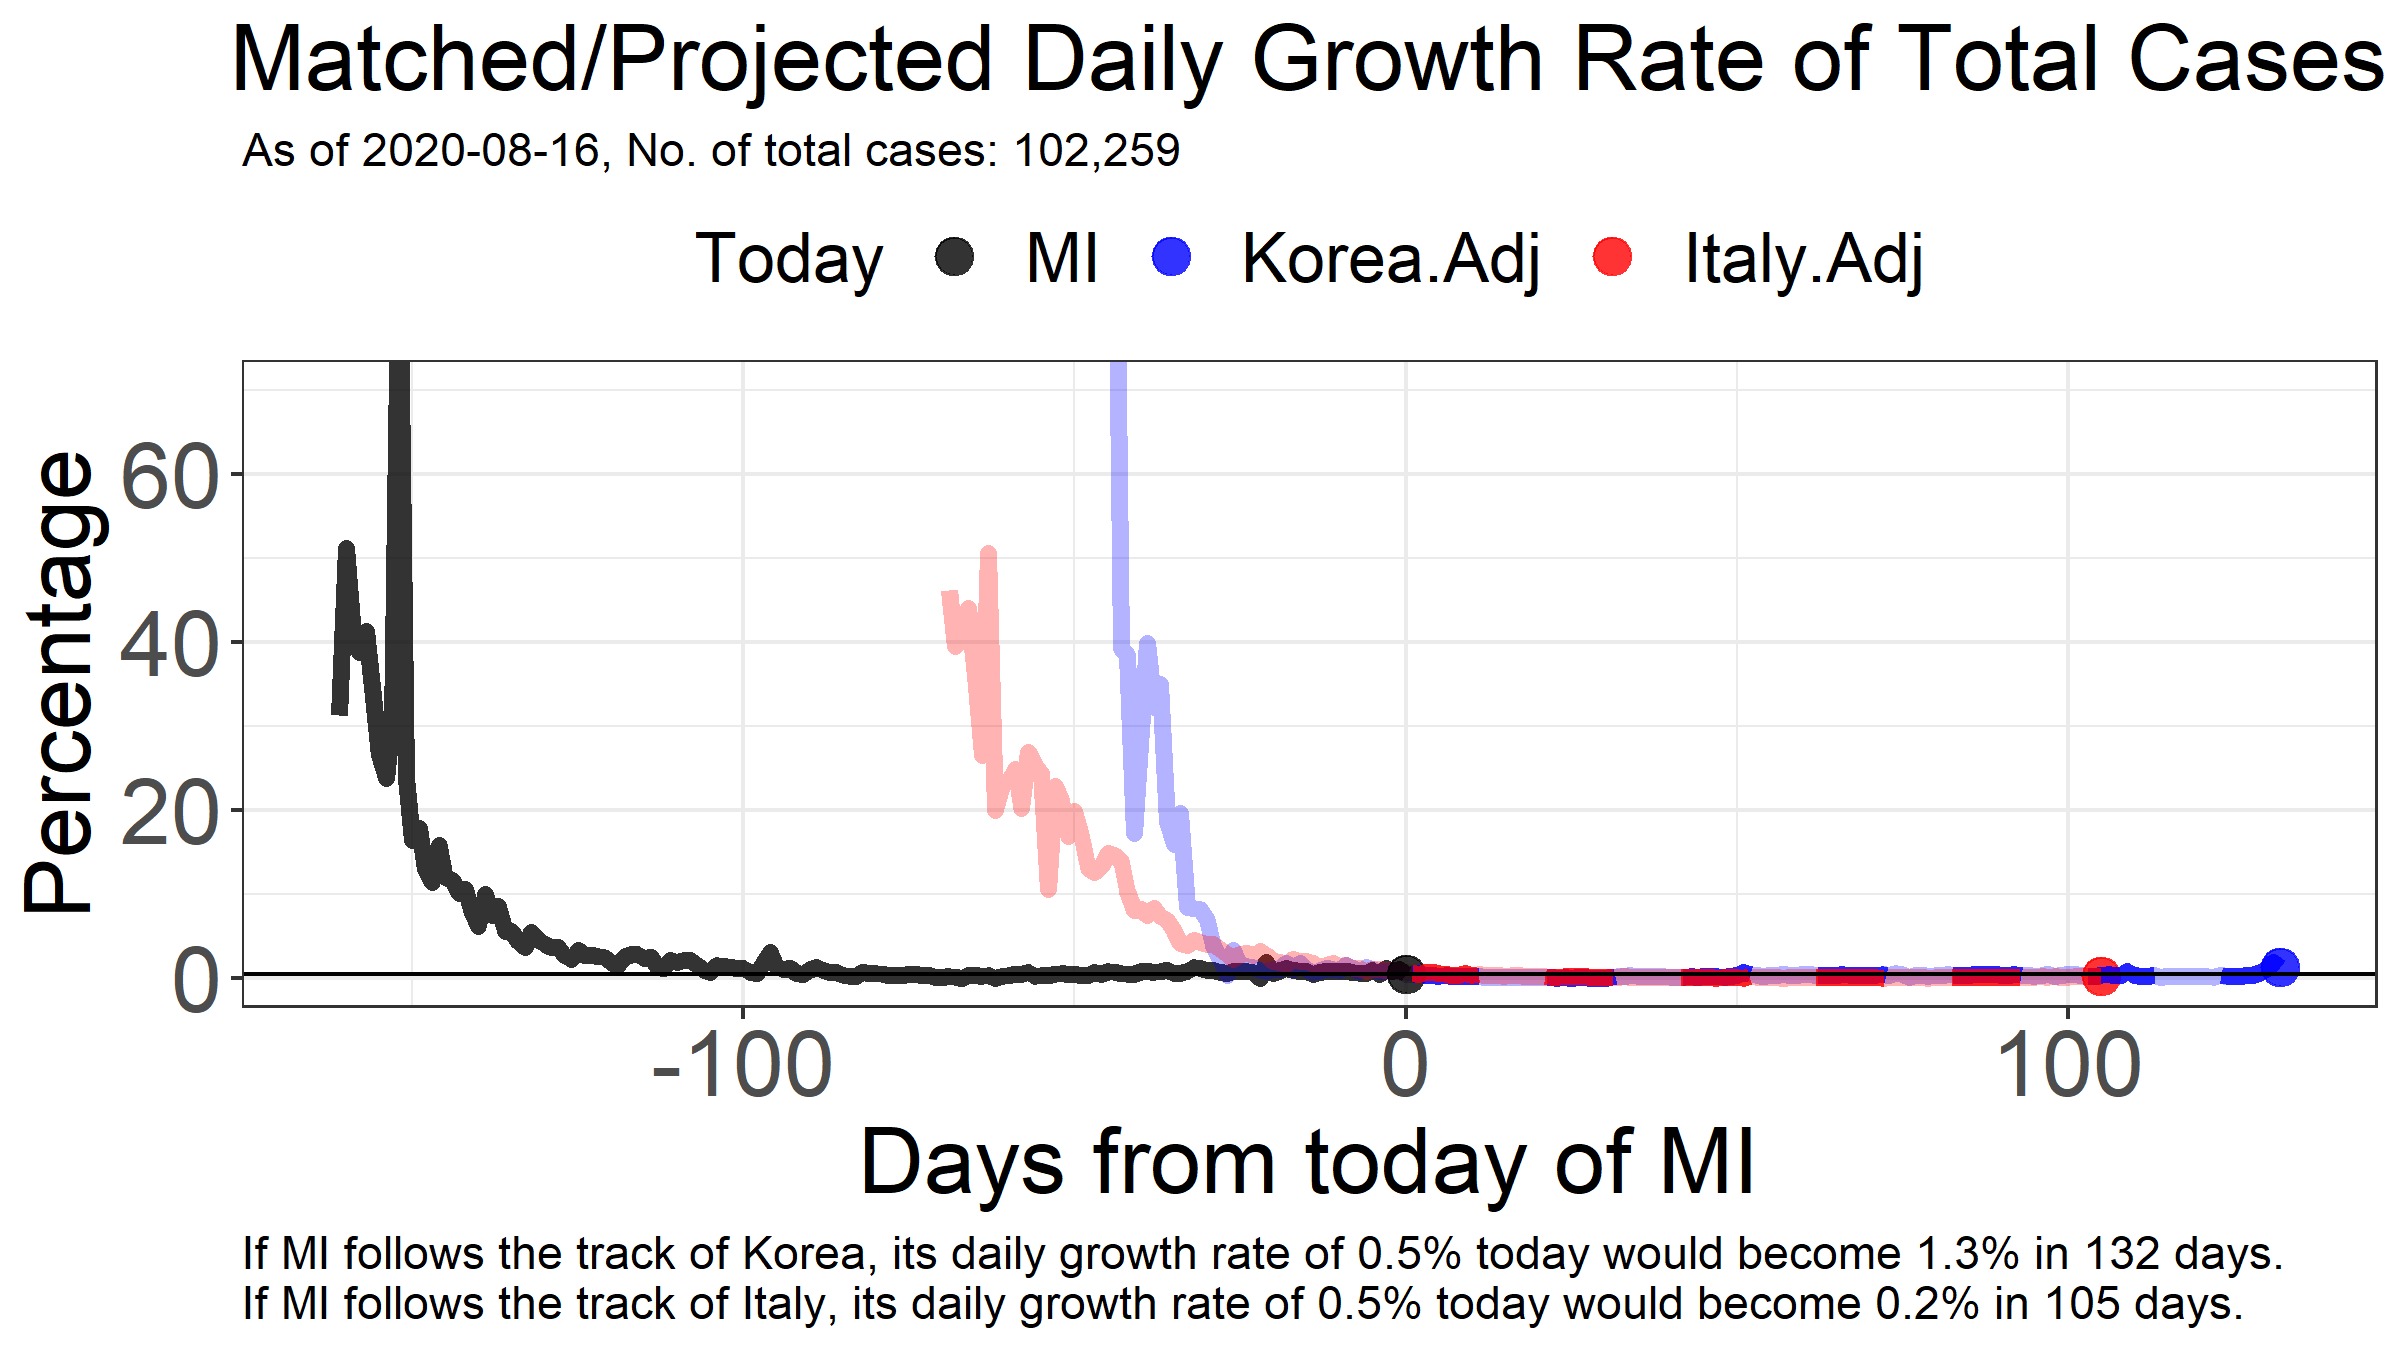 Matched/Projected Daily Growth Rate of Total Cases
As of 2020-08-16, No. of total cases: 102,259
Today MI Korea.Adj Italy.Adj
Percentage
60
40
20
0
-100 0 100
Days from today of MI
If MI follows the track of Korea, its daily growth rate of 0.5% today would become 1.3% in 132 days.
If MI follows the track of Italy, its daily growth rate of 0.5% today would become 0.2% in 105 days.